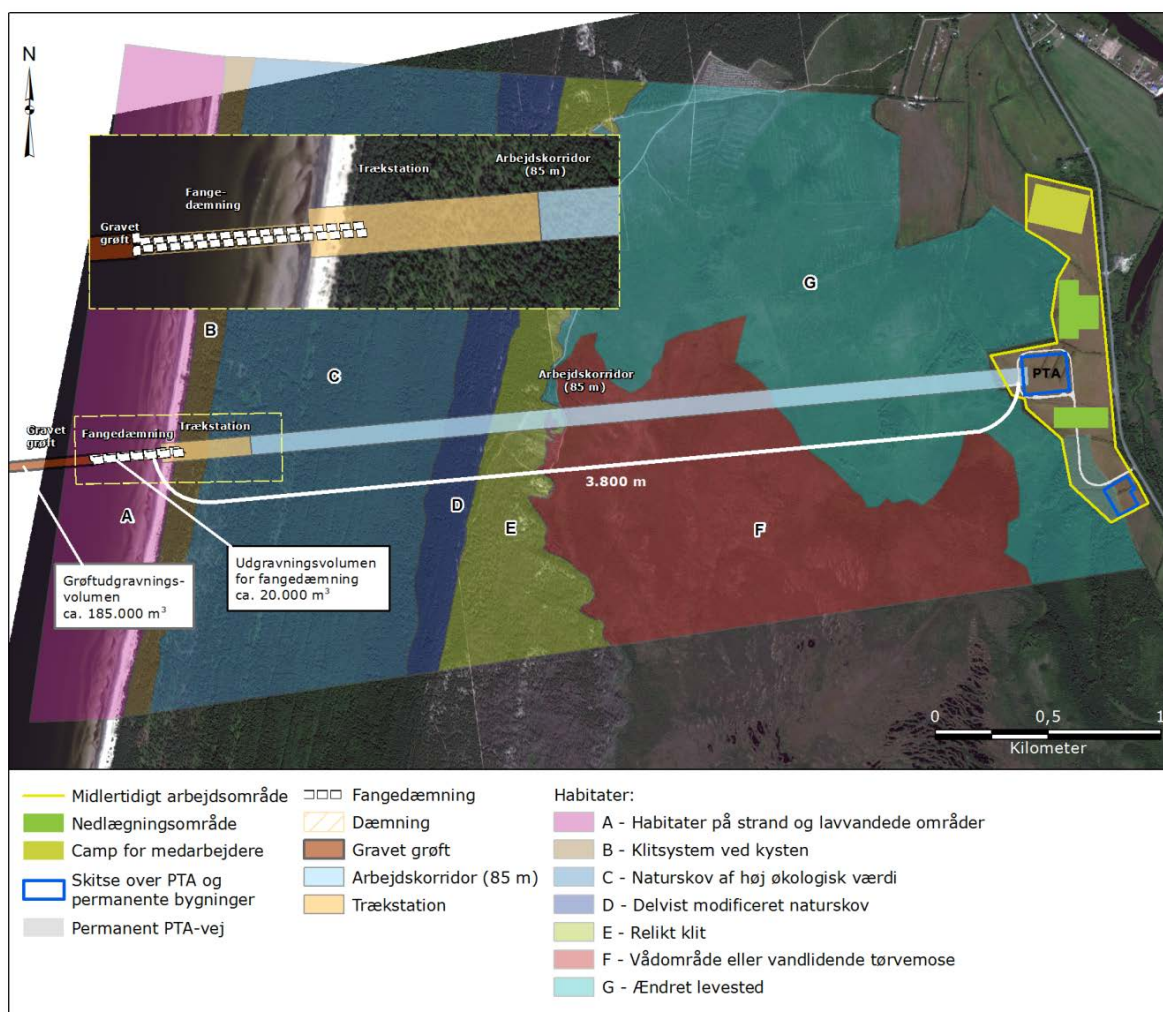 N
Trækstation
Arbejdskorridor
(85 m)
Fange-
dæmning
Gravet
grøft
B
C
G
Arbejdskorridor
(85 m)
PTA
Gravet
grøft
Fangedæmning
Trækstation
3.800 m
A
D
E
F
Grøftudgravnings-
volumen
ca. 185.000 m³
Udgravningsvolumen
for fangedæmning
ca. 20.000 m³
0 0,5 1
Kilometer
Midlertidigt arbejdsområde
Nedlægningsområde
Camp for medarbejdere
Skitse over PTA og
permanente bygninger
Permanent PTA-vej
Fangedæmning
Dæmning
Gravet grøft
Arbejdskorridor (85 m)
Trækstation
Habitater:
A - Habitater på strand og lavvandede områder
B - Klitsystem ved kysten
C - Naturskov af høj økologisk værdi
D - Delvist modificeret naturskov
E - Relikt klit
F - Vådområde eller vandlidende tørvemose
G - Ændret levested